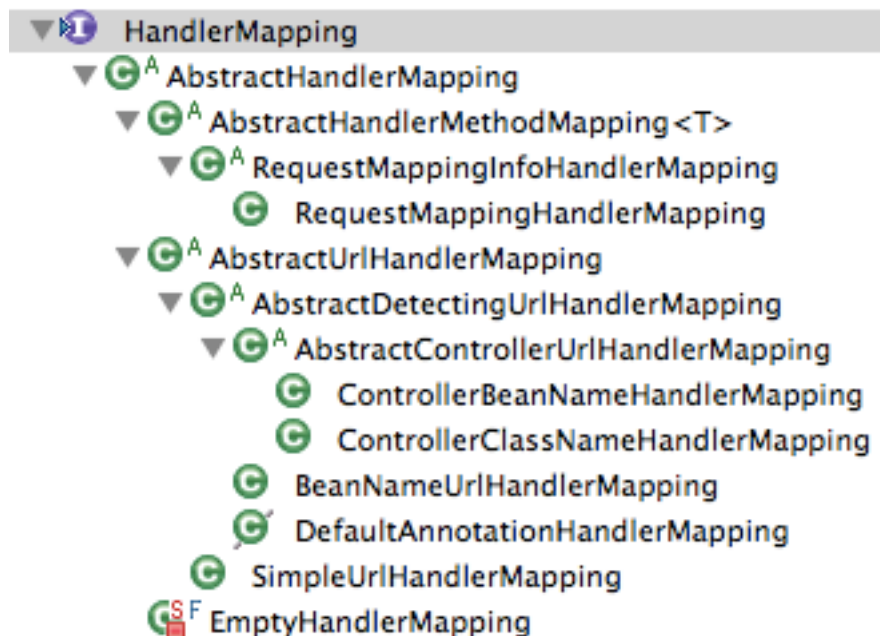 HandlerMapping
A AbstractHandlerMapping
A AbstractHandlerMethodMapping<T>
A RequestMappingInfoHandlerMapping
RequestMappingHandlerMapping
A AbstractUrlHandlerMapping
A AbstractDetectingUrlHandlerMapping
A AbstractControllerUrlHandlerMapping
ControllerBeanNameHandlerMapping
ControllerClassNameHandlerMapping
BeanNameUrlHandlerMapping
DefaultAnnotationHandlerMapping
SimpleUrlHandlerMapping
S F EmptyHandlerMapping